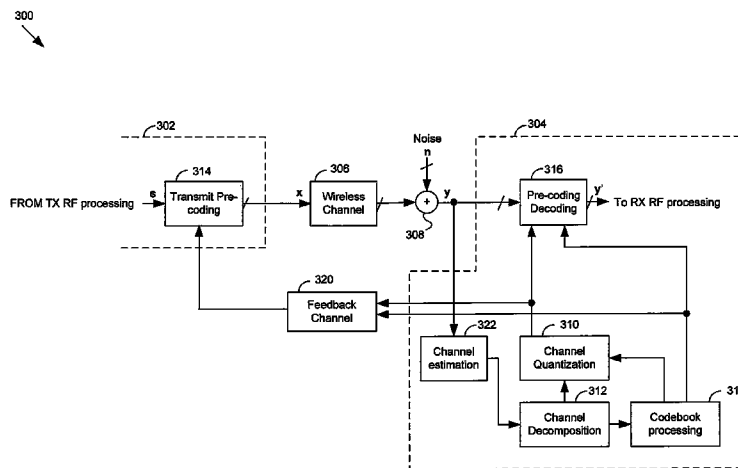 300
302
304
314
306
Noise
n
316
FROM TX RF processing
s
Transmit Pre-
coding
x
Wireless
Channel
+
y
Pre-coding
Decoding
y'
To RX RF processing
308
320
Feedback
Channel
322
Channel
estimation
310
Channel
Quantization
312
Channel
Decomposition
31
Codebook
processing